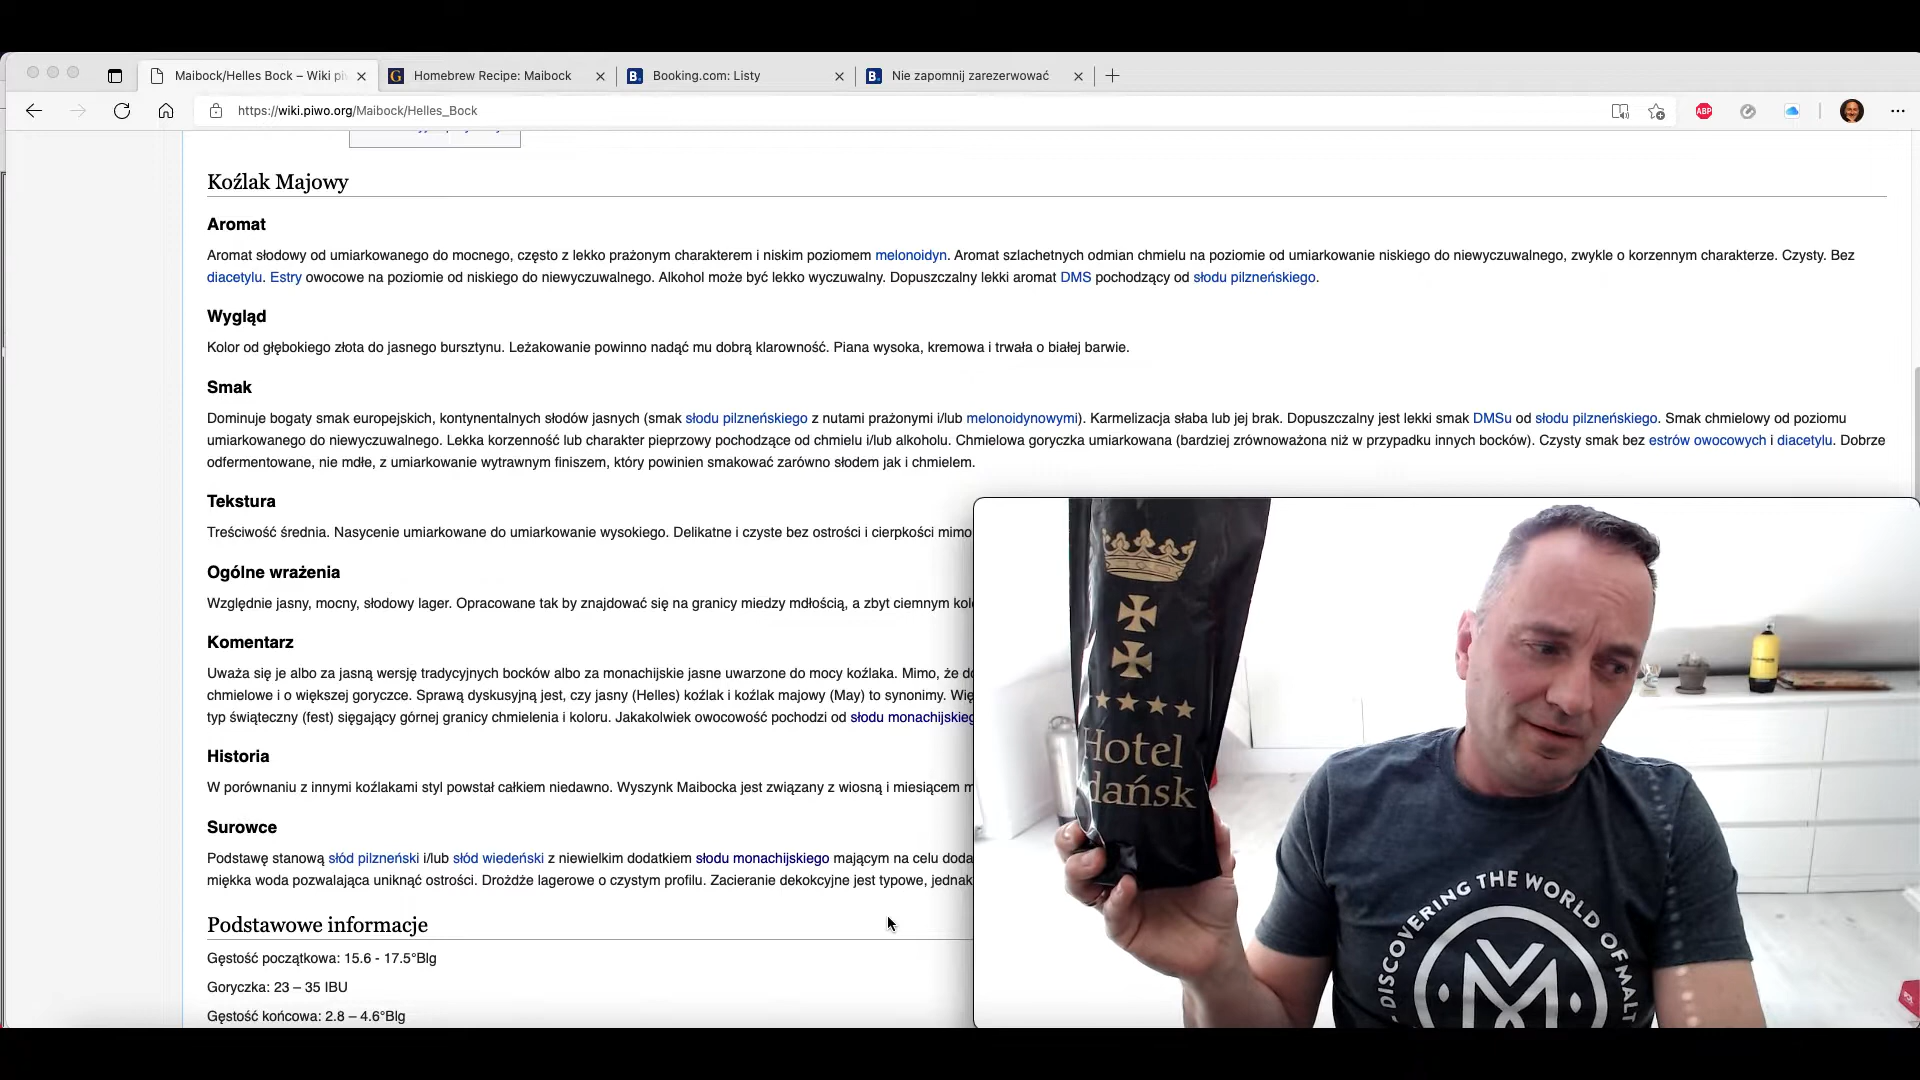 Maibock/Helles Bock – Wiki pi
Homebrew Recipe: Maibock
Booking.com: Listy
Nie zapomnij zarezerwować
https://wiki.piwo.org/Maibock/Helles_Bock
ABP
Koźlak Majowy
Aromat
Aromat słodowy od umiarkowanego do mocnego, często z lekko prażonym charakterem i niskim poziomem melonoidyn. Aromat szlachetnych odmian chmielu na poziomie od umiarkowanie niskiego do niewyczuwalnego, zwykle o korzennym charakterze. Czysty. Bez
diacetylu. Estry owocowe na poziomie od niskiego do niewyczuwalnego. Alkohol może być lekko wyczuwalny. Dopuszczalny lekki aromat DMS pochodzący od słodu pilzneńskiego.
Wygląd
Kolor od głębokiego złota do jasnego bursztynu. Leżakowanie powinno nadąć mu dobrą klarowność. Piana wysoka, kremowa i trwała o białej barwie.
Smak
Dominuje bogaty smak europejskich, kontynentalnych słodów jasnych (smak słodu pilzneńskiego z nutami prażonymi i/lub melonoidynowymi). Karmelizacja słaba lub jej brak. Dopuszczalny jest lekki smak DMSu od słodu pilzneńskiego. Smak chmielowy od poziomu
umiarkowanego do niewyczuwalnego. Lekka korzenność lub charakter pieprzowy pochodzące od chmielu i/lub alkoholu. Chmielowa goryczka umiarkowana (bardziej zrównoważona niż w przypadku innych bocków). Czysty smak bez estrów owocowych i diacetylu. Dobrze
odfermentowane, nie mdłe, z umiarkowanie wytrawnym finiszem, który powinien smakować zarówno słodem jak i chmielem.
Tekstura
Treściwość średnia. Nasycenie umiarkowane do umiarkowanie wysokiego. Delikatne i czyste bez ostrości i cierpkości mimo
Ogólne wrażenia
Względnie jasny, mocny, słodowy lager. Opracowane tak by znajdować się na granicy miedzy mdłością, a zbyt ciemnym kol
Komentarz
Uważa się je albo za jasną wersję tradycyjnych bocków albo za monachijskie jasne uwarzone do mocy koźlaka. Mimo, że do
chmielowe i o większej goryczce. Sprawą dyskusyjną jest, czy jasny (Helles) koźlak i koźlak majowy (May) to synonimy. Wię
typ świąteczny (fest) sięgający górnej granicy chmielenia i koloru. Jakakolwiek owocowość pochodzi od słodu monachijskieg
Historia
W porównaniu z innymi koźlakami styl powstał całkiem niedawno. Wyszynk Maibocka jest związany z wiosną i miesiącem m
Surowce
Podstawę stanową słód pilzneński i/lub słód wiedeński z niewielkim dodatkiem słodu monachijskiego mającym na celu doda
miękka woda pozwalająca uniknąć ostrości. Drożdże lagerowe o czystym profilu. Zacieranie dekokcyjne jest typowe, jednak
Podstawowe informacje
Gęstość początkowa: 15.6 - 17.5°Blg
Goryczka: 23 – 35 IBU
Gęstość końcowa: 2.8 – 4.6°Blg
Hotel
dańsk
DISCOVERING THE WORLD OF MALT